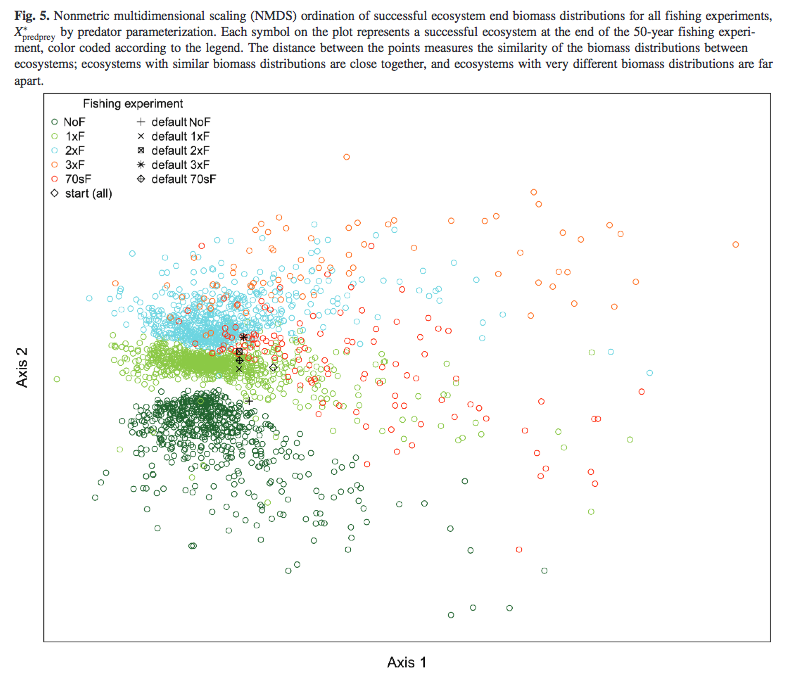 Fig. 5. Nonmetric multidimensional scaling (NMDS) ordination of successful ecosystem end biomass distributions for all fishing experiments,
X*predprey by predator parameterization. Each symbol on the plot represents a successful ecosystem at the end of the 50-year fishing experi-
ment, color coded according to the legend. The distance between the points measures the similarity of the biomass distributions between
ecosystems; ecosystems with similar biomass distributions are close together, and ecosystems with very different biomass distributions are far
apart.
Fishing experiment
NoF
default NoF
1xF
default 1xF
2xF
default 2xF
3xF
default 3xF
70sF
default 70sF
start (all)
Axis 2
Axis 1